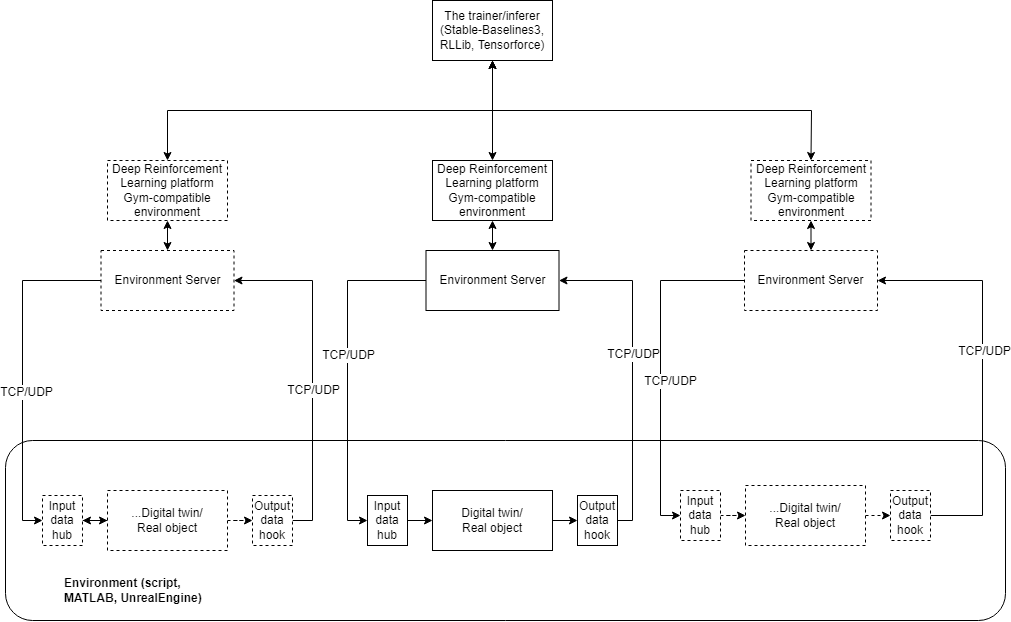 The trainer/inferer
(Stable-Baselines3,
RLLib, Tensorforce)
Deep Reinforcement
Learning platform
Gym-compatible
environment
Deep Reinforcement
Learning platform
Gym-compatible
environment
Deep Reinforcement
Learning platform
Gym-compatible
environment
Environment Server
Environment Server
Environment Server
TCP/UDP
TCP/UDP
TCP/UDP
TCP/UDP
TCP/UDP
TCP/UDP
Input
data
hub
...Digital twin/
Real object
Output
data
hook
Input
data
hub
Digital twin/
Real object
Output
data
hook
Input
data
hub
...Digital twin/
Real object
Output
data
hook
Environment (script,
MATLAB, UnrealEngine)